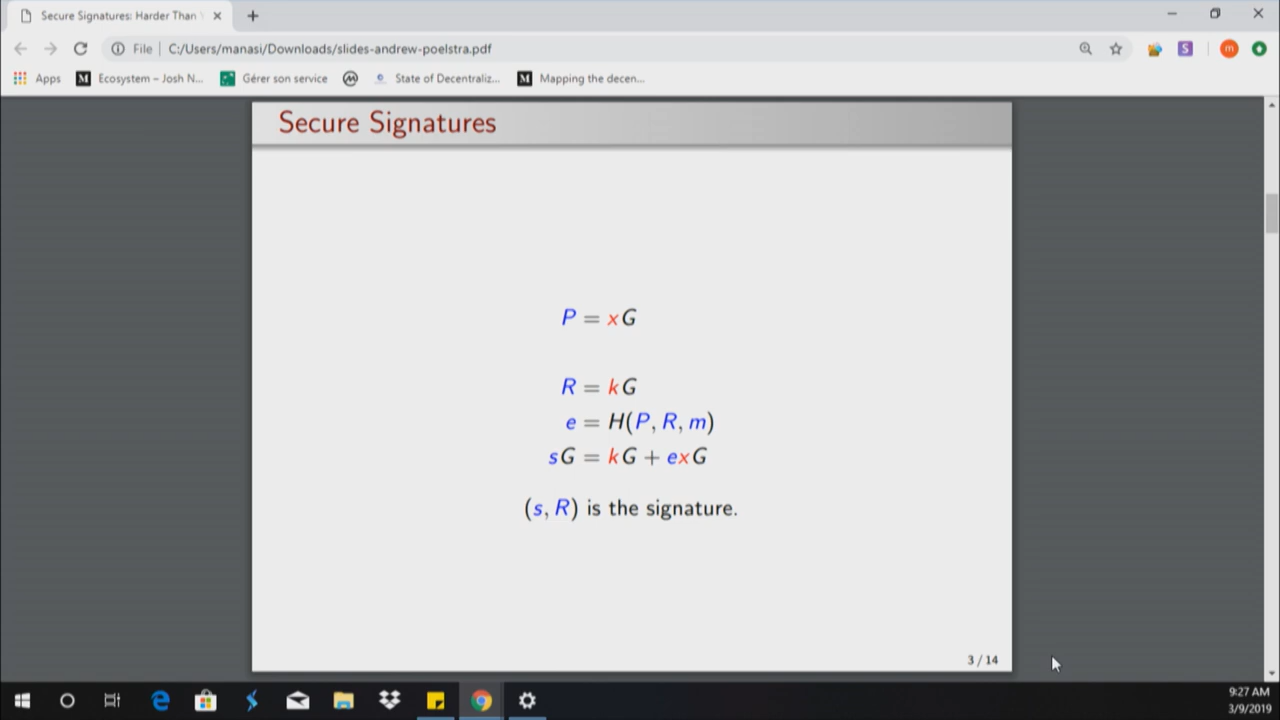 Secure Signatures: Harder Than
File
C:/Users/manasi/Downloads/slides-andrew-poelstra.pdf
S
m
Apps
M
Ecosystem – Josh N...
Gérer son service
State of Decentraliz...
M
Mapping the decen...
Secure Signatures
P = xG
R = kG
e = H(P, R, m)
sG = kG + exG
(s, R) is the signature.
3 / 14
9:27 AM
3/9/2019